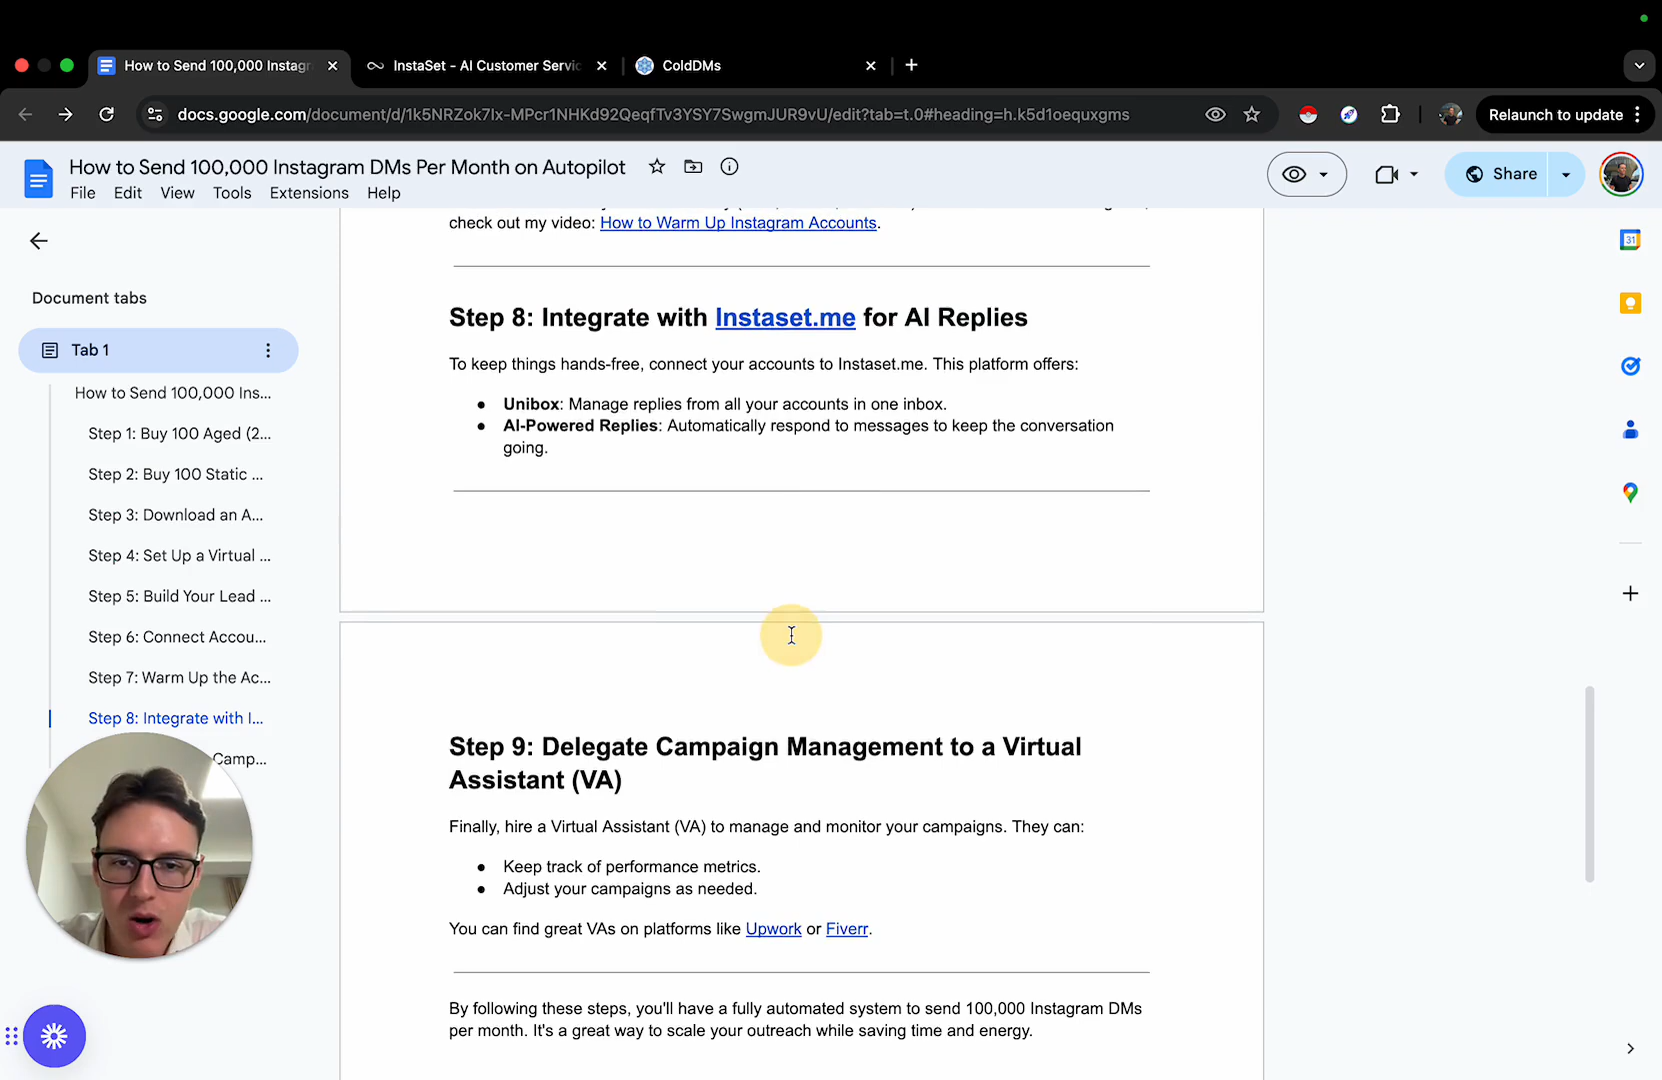 How to Send 100,000 Instagr
InstaSet - AI Customer Servic
ColdDMs
docs.google.com/document/d/1k5NRZok7Ix-MPcr1NHKd92QeqfTv3YSY7SwgmJUR9vU/edit?tab=t.0#heading=h.k5d1oequxgms
Relaunch to update
How to Send 100,000 Instagram DMs Per Month on Autopilot
File Edit View Tools Extensions Help
Share
Document tabs
Tab 1
How to Send 100,000 Ins...
Step 1: Buy 100 Aged (2...
Step 2: Buy 100 Static ...
Step 3: Download an A...
Step 4: Set Up a Virtual ...
Step 5: Build Your Lead ...
Step 6: Connect Accou...
Step 7: Warm Up the Ac...
Step 8: Integrate with I...
Camp...
check out my video: How to Warm Up Instagram Accounts.
Step 8: Integrate with Instaset.me for AI Replies
To keep things hands-free, connect your accounts to Instaset.me. This platform offers:
● Unibox: Manage replies from all your accounts in one inbox.
● AI-Powered Replies: Automatically respond to messages to keep the conversation
going.
Step 9: Delegate Campaign Management to a Virtual
Assistant (VA)
Finally, hire a Virtual Assistant (VA) to manage and monitor your campaigns. They can:
● Keep track of performance metrics.
● Adjust your campaigns as needed.
You can find great VAs on platforms like Upwork or Fiverr.
By following these steps, you'll have a fully automated system to send 100,000 Instagram DMs
per month. It's a great way to scale your outreach while saving time and energy.
31